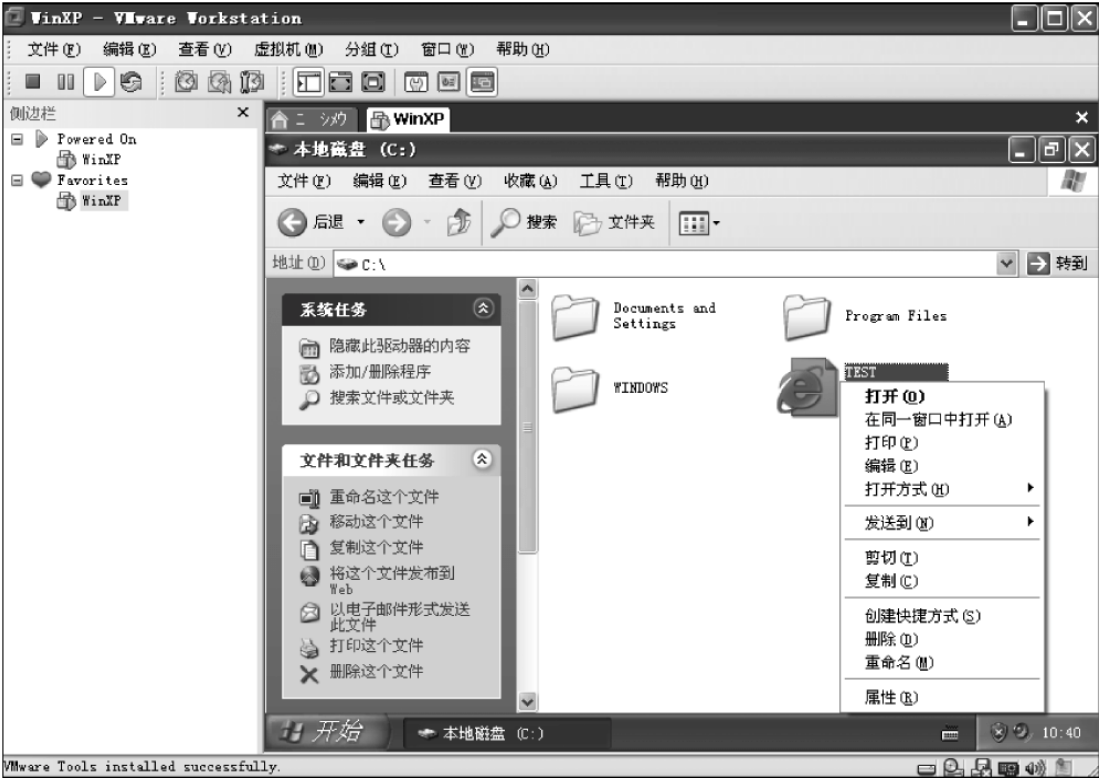 WinXP - VMware Workstation
文件(F) 编辑(E) 查看(V) 虚拟机(M) 分组(T) 窗口(W) 帮助(H)
侧边栏
Powered On
WinXP
Favorites
WinXP
ニ シメウ WinXP
本地磁盘 (C:)
文件(F) 编辑(E) 查看(V) 收藏(A) 工具(T) 帮助(H)
后退 搜索 文件夹
地址(D) C:\ 转到
系统任务
隐藏此驱动器的内容
添加/删除程序
搜索文件或文件夹
文件和文件夹任务
重命名这个文件
移动这个文件
复制这个文件
将这个文件发布到
Web
以电子邮件形式发送
此文件
打印这个文件
删除这个文件
Documents and
Settings
Program Files
WINDOWS
TEST
打开(O)
在同一窗口中打开(A)
打印(P)
编辑(E)
打开方式(H)
发送到(N)
剪切(T)
复制(C)
创建快捷方式(S)
删除(D)
重命名(M)
属性(R)
开始 本地磁盘 (C:) 10:40
VMware Tools installed successfully.